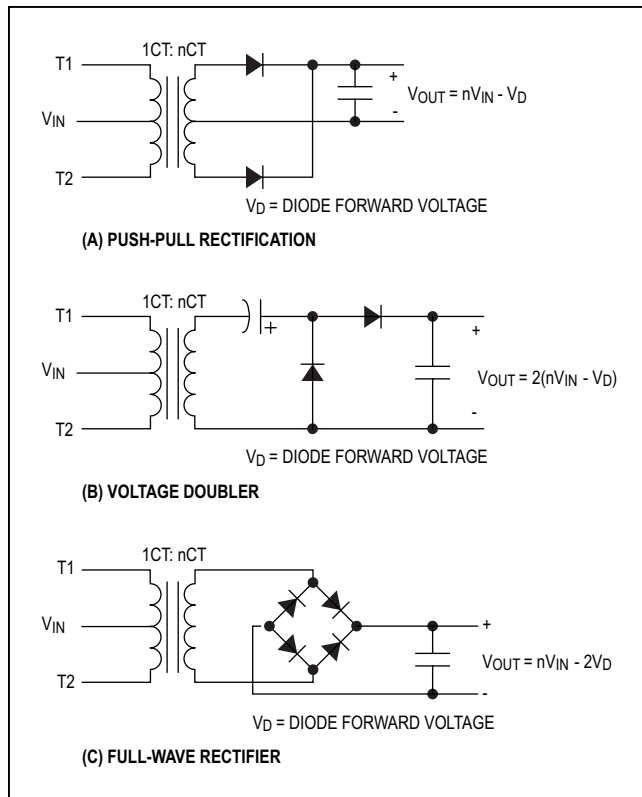 1CT: nCT
T1
VIN
T2
+
-
VOUT = nVIN - VD
VD = DIODE FORWARD VOLTAGE
(A) PUSH-PULL RECTIFICATION
1CT: nCT
T1
VIN
T2
+
+
-
VOUT = 2(nVIN - VD)
VD = DIODE FORWARD VOLTAGE
(B) VOLTAGE DOUBLER
1CT: nCT
T1
VIN
T2
+
-
VOUT = nVIN - 2VD
VD = DIODE FORWARD VOLTAGE
(C) FULL-WAVE RECTIFIER